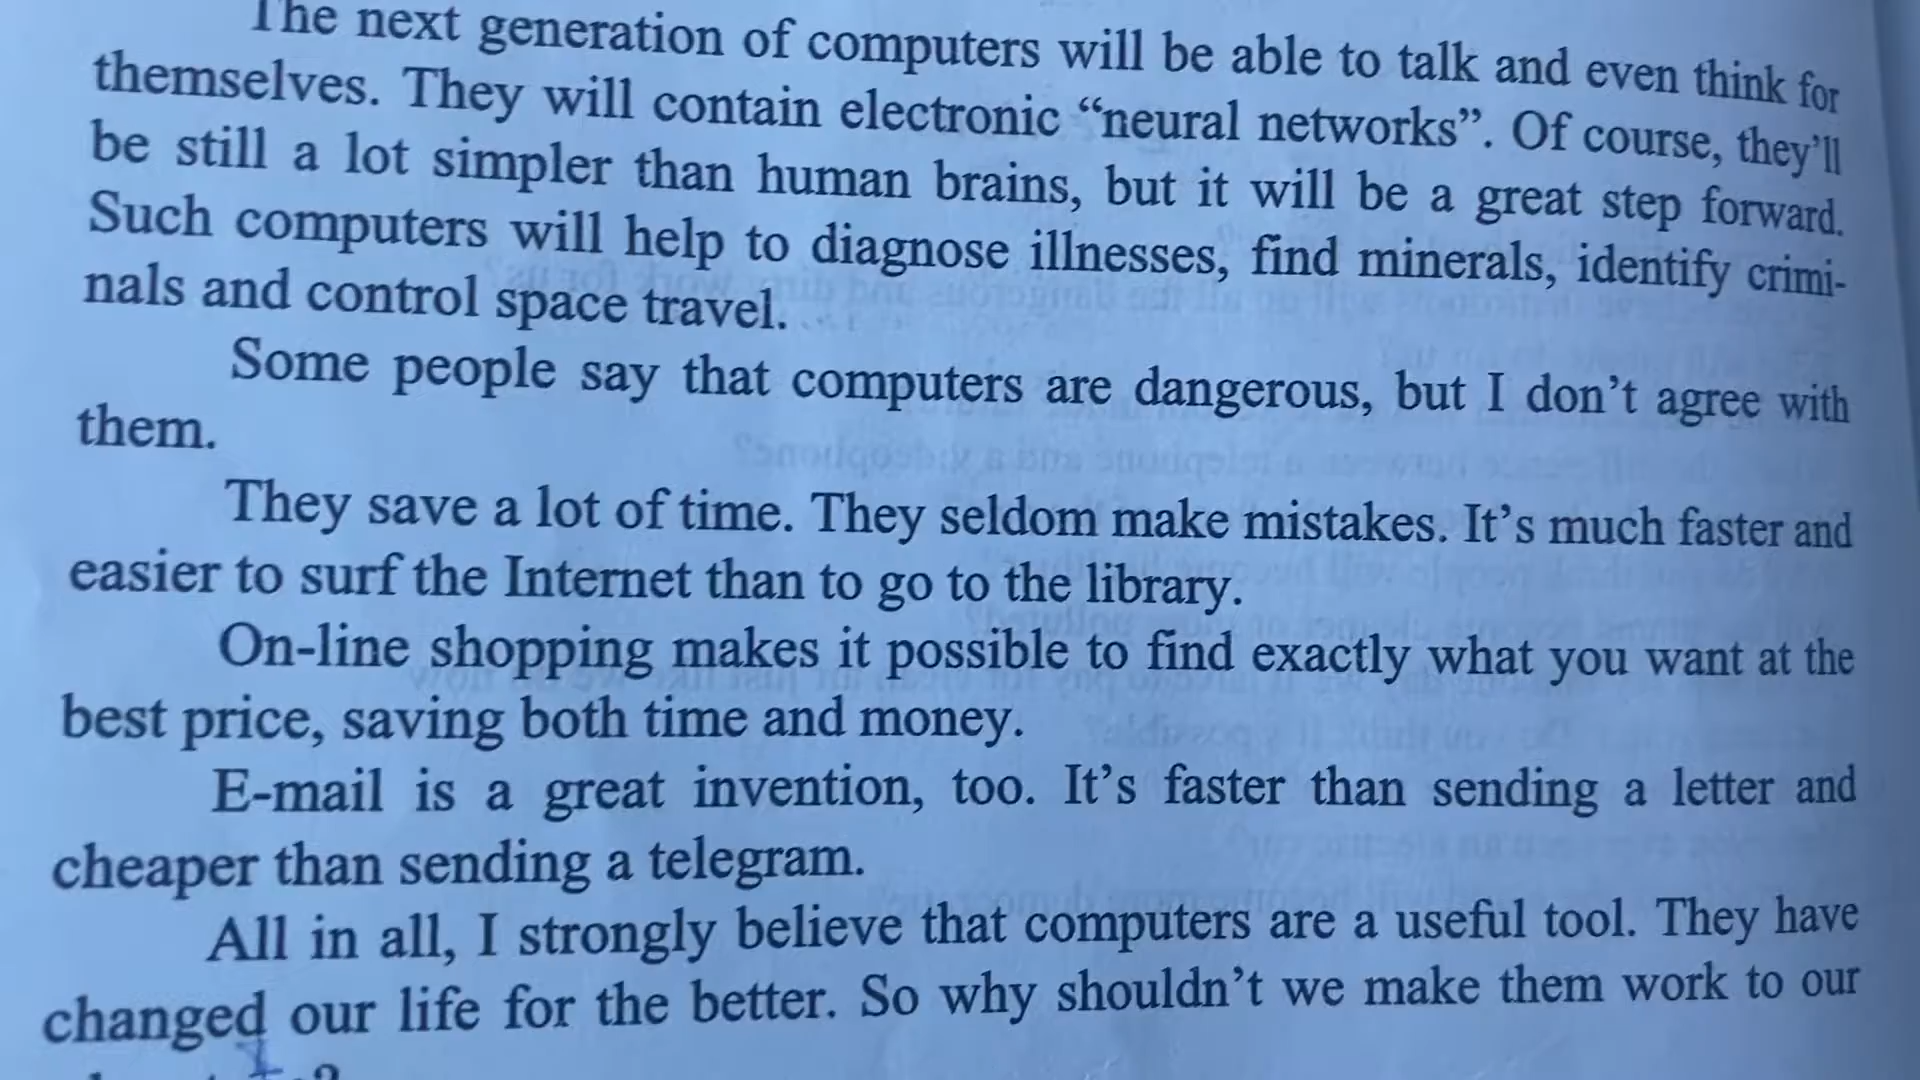 The next generation of computers will be able to talk and even think for
themselves. They will contain electronic “neural networks”. Of course, they’ll
be still a lot simpler than human brains, but it will be a great step forward.
Such computers will help to diagnose illnesses, find minerals, identify crimi-
nals and control space travel.
Some people say that computers are dangerous, but I don’t agree with
them.
They save a lot of time. They seldom make mistakes. It’s much faster and
easier to surf the Internet than to go to the library.
On-line shopping makes it possible to find exactly what you want at the
best price, saving both time and money.
E-mail is a great invention, too. It’s faster than sending a letter and
cheaper than sending a telegram.
All in all, I strongly believe that computers are a useful tool. They have
changed our life for the better. So why shouldn’t we make them work to our